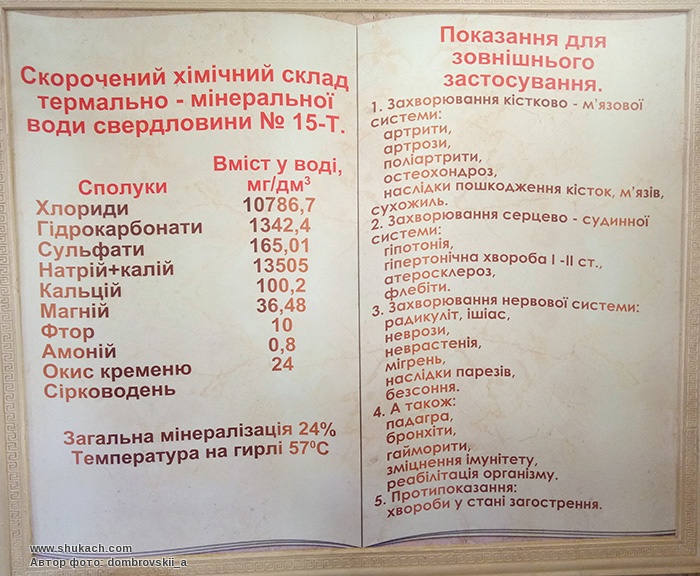 Скорочений хімічний склад
термально - мінеральної
води свердловини № 15-Т.
Сполуки
Вміст у воді,
мг/дм³
Хлориди 10786,7
Гідрокарбонати 1342,4
Сульфати 165,01
Натрій+калій 13505
Кальцій 100,2
Магній 36,48
Фтор 10
Амоній 0,8
Окис кременю 24
Сірководень
Загальна мінералізація 24%
Температура на гирлі 57⁰С
Показання для
зовнішнього
застосування.
1. Захворювання кістково - м'язової
системи:
артрити,
артрози,
поліартрити,
остеохондроз,
наслідки пошкодження кісток, м'язів,
сухожиль.
2. Захворювання серцево - судинної
системи:
гіпотонія,
гіпертонічна хвороба І -ІІ ст.,
атеросклероз,
флебіти.
3. Захворювання нервової системи:
радикуліт, ішіас,
неврози,
неврастенія,
мігрень,
наслідки парезів,
безсоння.
4. А також:
падагра,
бронхіти,
гайморити,
зміцнення імунітету,
реабілітація організму.
5. Протипоказання:
хвороби у стані загострення.
www.shukach.com
Автор фото: dombrovskii_a